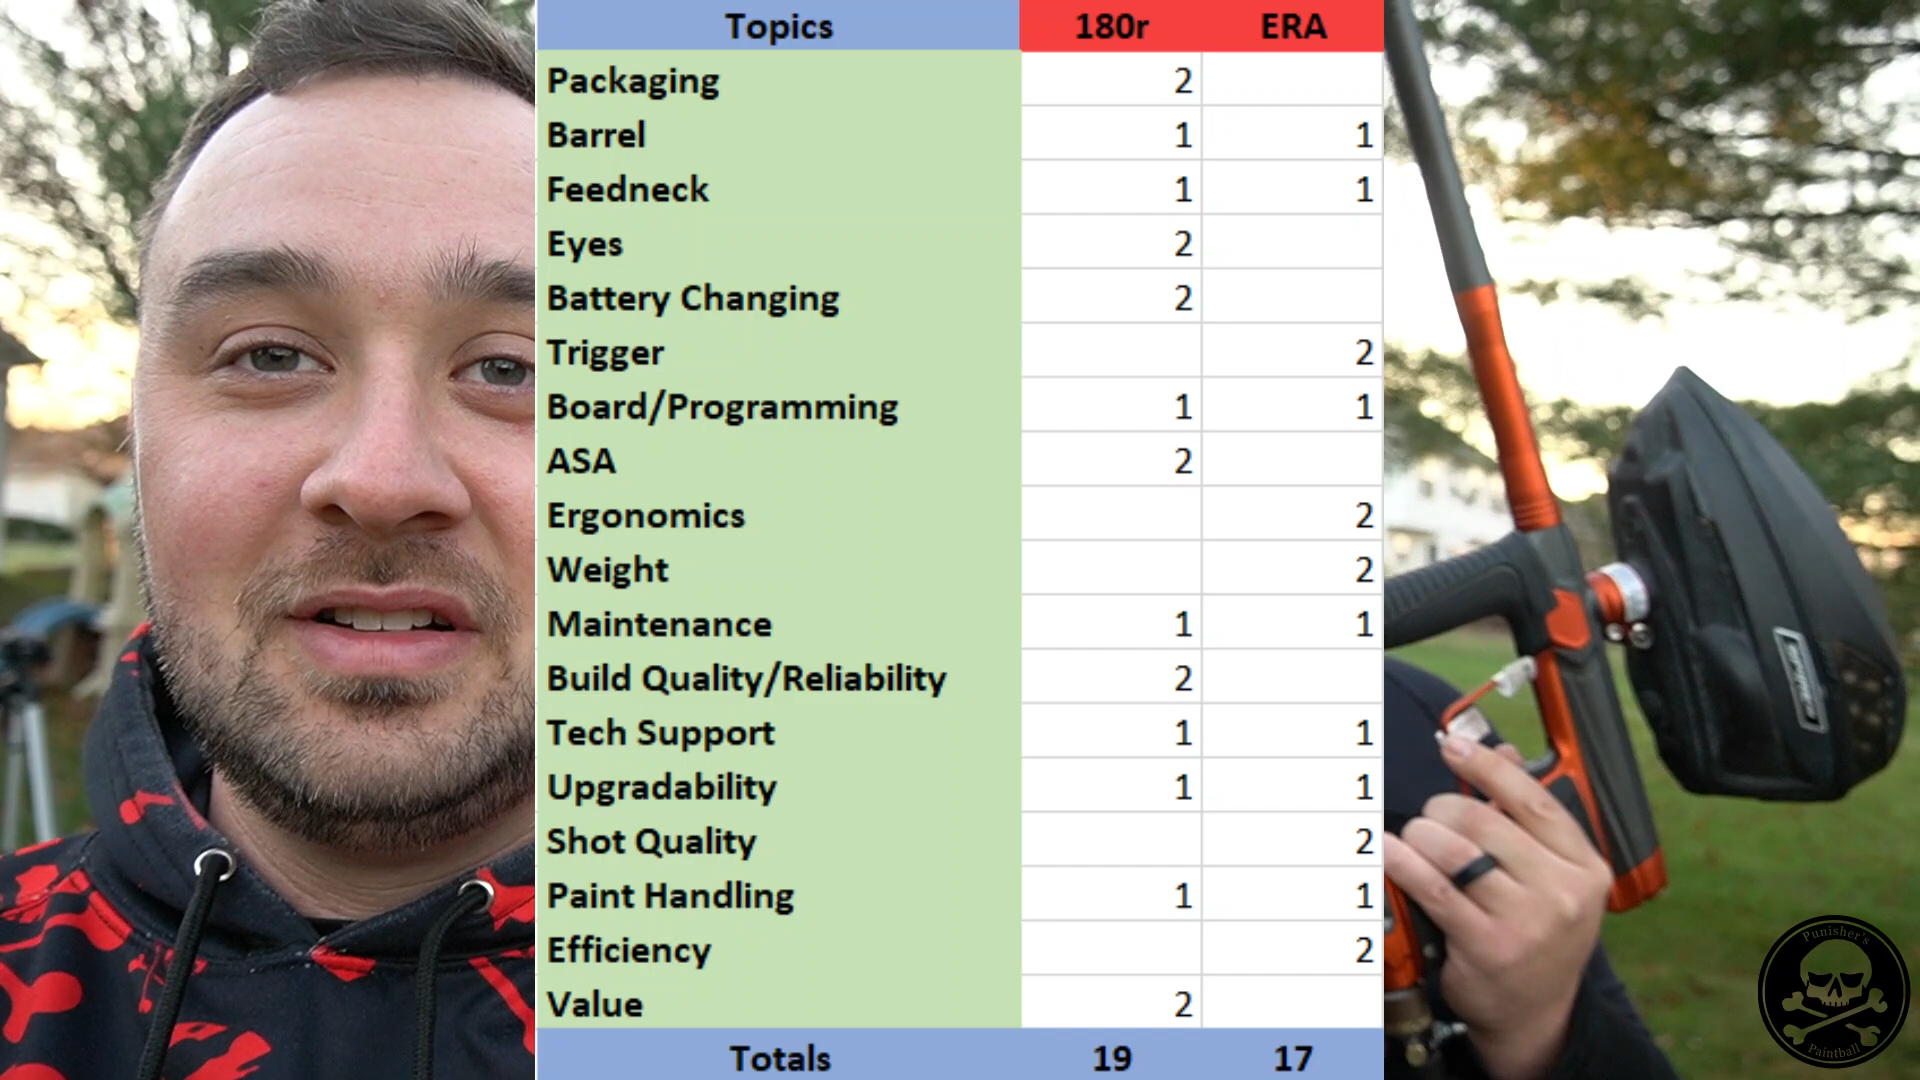 Topics 180r ERA
Packaging 2
Barrel 1 1
Feedneck 1 1
Eyes 2
Battery Changing 2
Trigger 2
Board/Programming 1 1
ASA 2
Ergonomics 2
Weight 2
Maintenance 1 1
Build Quality/Reliability 2
Tech Support 1 1
Upgradability 1 1
Shot Quality 2
Paint Handling 1 1
Efficiency 2
Value 2
Totals 19 17
EMPIRE
Punisher's
Paintball